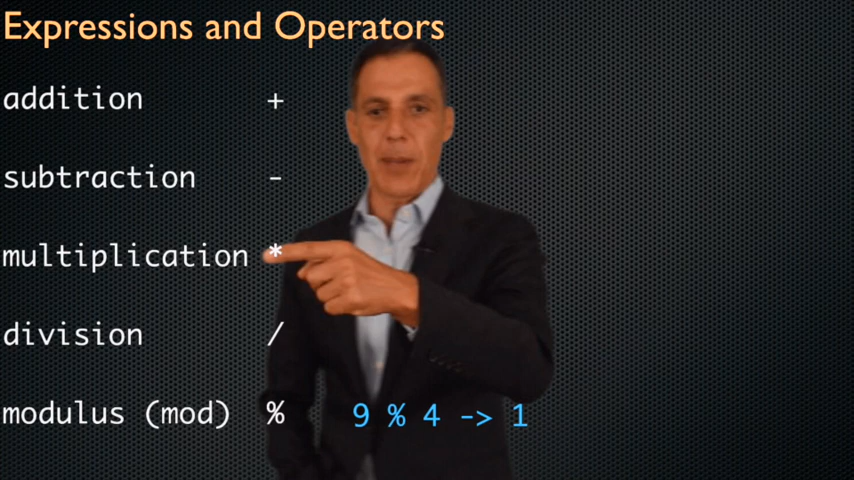 Expressions and Operators
addition +
subtraction -
multiplication *
division /
modulus (mod) % 9 % 4 -> 1